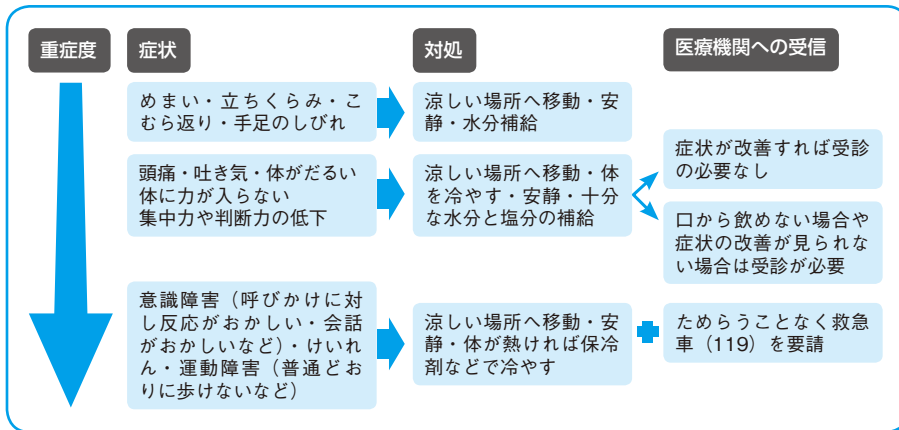 重症度
症状
対処
医療機関への受信
めまい・立ちくらみ・こ
むら返り・手足のしびれ
涼しい場所へ移動・安
静・水分補給
頭痛・吐き気・体がだるい
体に力が入らない
集中力や判断力の低下
涼しい場所へ移動・体
を冷やす・安静・十分
な水分と塩分の補給
症状が改善すれば受診
の必要なし
口から飲めない場合や
症状の改善が見られな
い場合は受診が必要
意識障害（呼びかけに対
し反応がおかしい・会話
がおかしいなど）・けいれ
ん・運動障害（普通どお
りに歩けないなど）
涼しい場所へ移動・安
静・体が熱ければ保冷
剤などで冷やす
ためらうことなく救急
車（119）を要請